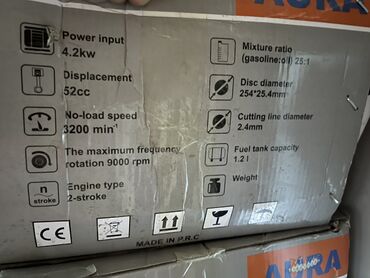 Power input
4.2kw
Displacement
52cc
No-load speed
3200 min⁻¹
The maximum frequency
rotation 9000 rpm
n
stroke
Engine type
2-stroke
Mixture ratio
(gasoline:oil) 25:1
Disc diameter
254*25.4mm
Cutting line diameter
2.4mm
Fuel tank capacity
1.2 l
Weight
CE
MADE IN P.R.C